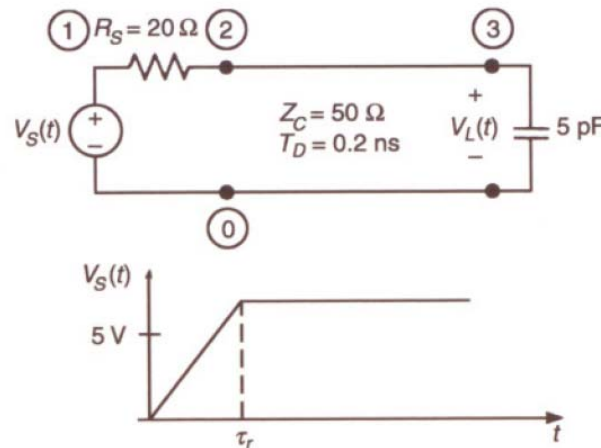 1 R_S = 20 Ω 2 3
V_S(t) + − Z_C = 50 Ω + V_L(t) − 5 pF
T_D = 0.2 ns
0
V_S(t)
5 V
τ_r t